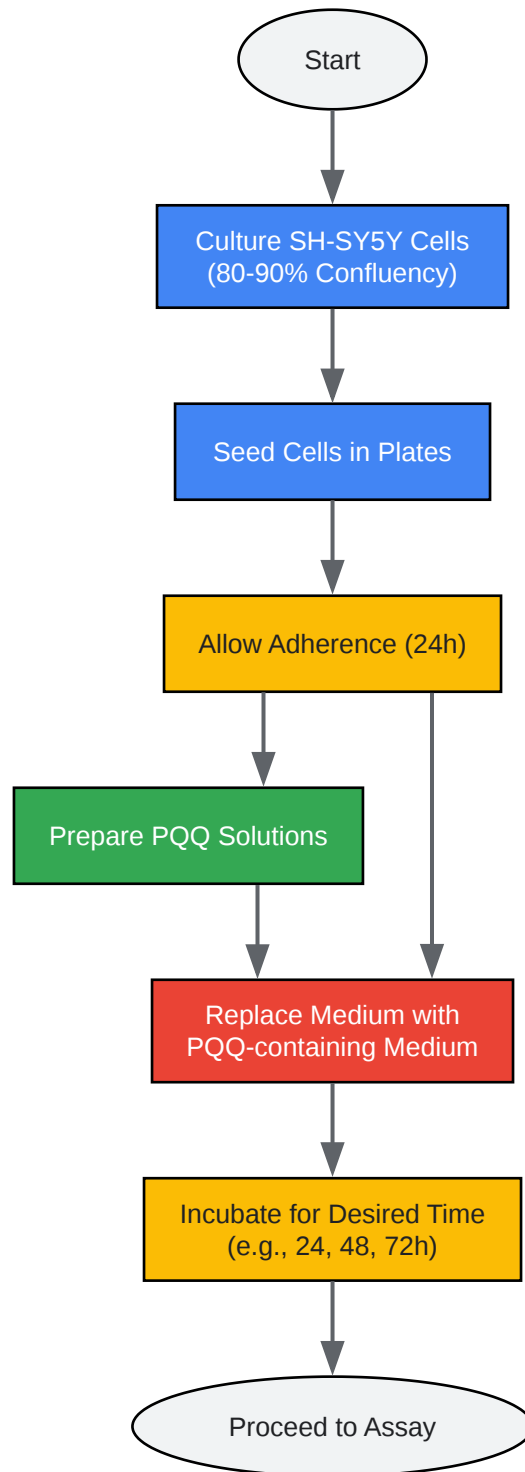 Start
Culture SH-SY5Y Cells
(80-90% Confluency)
Seed Cells in Plates
Allow Adherence (24h)
Prepare PQQ Solutions
Replace Medium with
PQQ-containing Medium
Incubate for Desired Time
(e.g., 24, 48, 72h)
Proceed to Assay